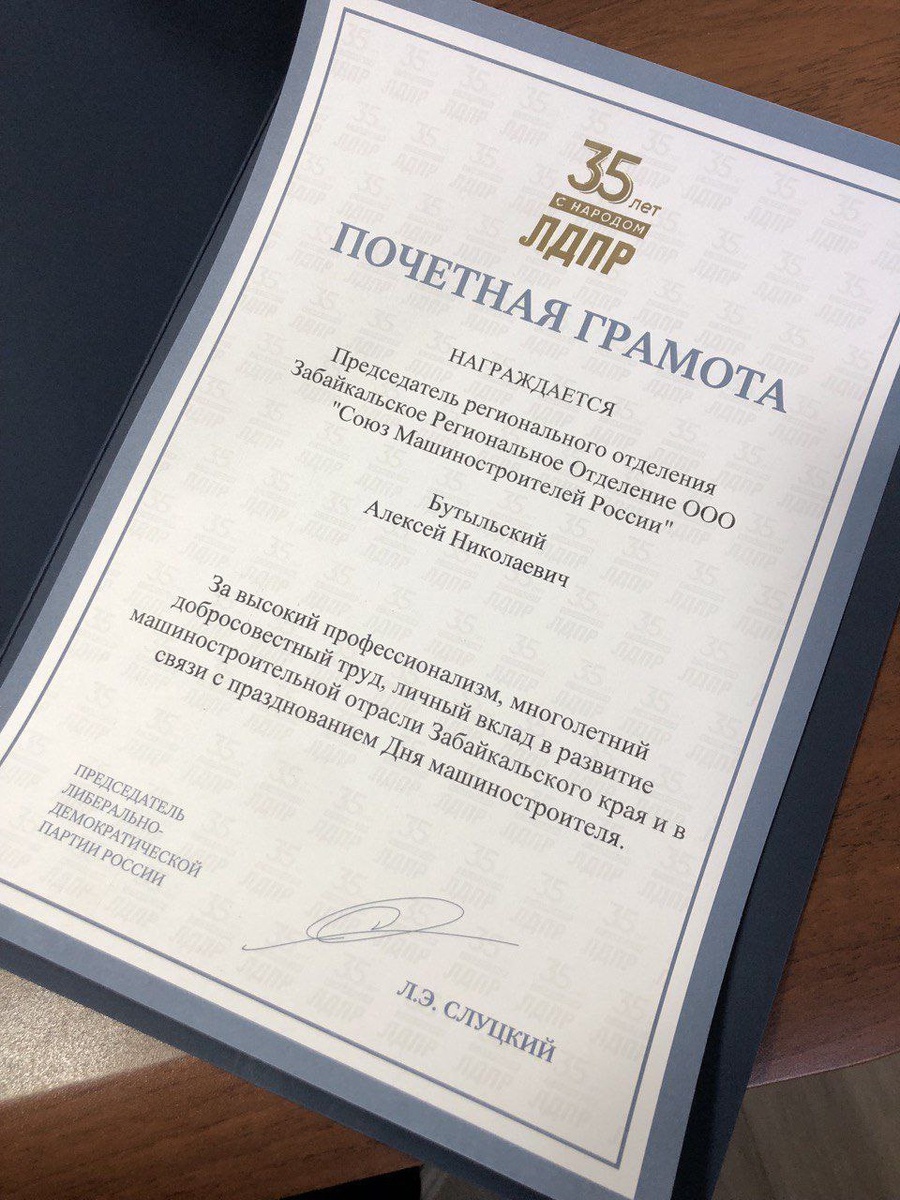 35 лет
С НАРОДОМ
ЛДПР
ПОЧЕТНАЯ ГРАМОТА
НАГРАЖДАЕТСЯ
Председатель регионального отделения
Забайкальское Региональное Отделение ООО
"Союз Машиностроителей России"
Бутыльский
Алексей Николаевич
За высокий профессионализм, многолетний
добросовестный труд, личный вклад в развитие
машиностроительной отрасли Забайкальского края и в
связи с празднованием Дня машиностроителя.
ПРЕДСЕДАТЕЛЬ
ЛИБЕРАЛЬНО-
ДЕМОКРАТИЧЕСКОЙ
ПАРТИИ РОССИИ
Л.Э. СЛУЦКИЙ